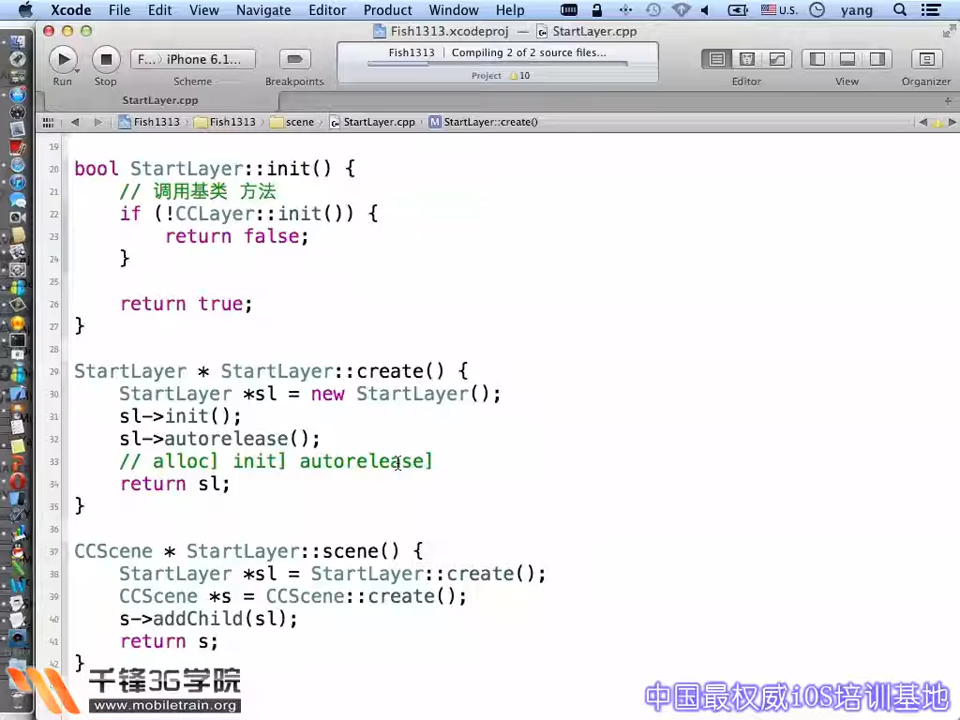 Xcode File Edit View Navigate Editor Product Window Help U.S. yang
Fish1313.xcodeproj › StartLayer.cpp
Run Stop F...› iPhone 6.1... Scheme Breakpoints
Fish1313 | Compiling 2 of 2 source files...
Project 10
Editor View Organizer
StartLayer.cpp
Fish1313 › Fish1313 › scene › StartLayer.cpp › M StartLayer::create()
19
20 bool StartLayer::init() {
21 // 调用基类 方法
22 if (!CCLayer::init()) {
23 return false;
24 }
25
26 return true;
27 }
28
29 StartLayer * StartLayer::create() {
30 StartLayer *sl = new StartLayer();
31 sl->init();
32 sl->autorelease();
33 // alloc] init] autorelease]
34 return sl;
35 }
36
37 CCScene * StartLayer::scene() {
38 StartLayer *sl = StartLayer::create();
39 CCScene *s = CCScene::create();
40 s->addChild(sl);
41 return s;
42 }
千锋3G学院
www.mobiletrain.org
中国最权威iOS培训基地